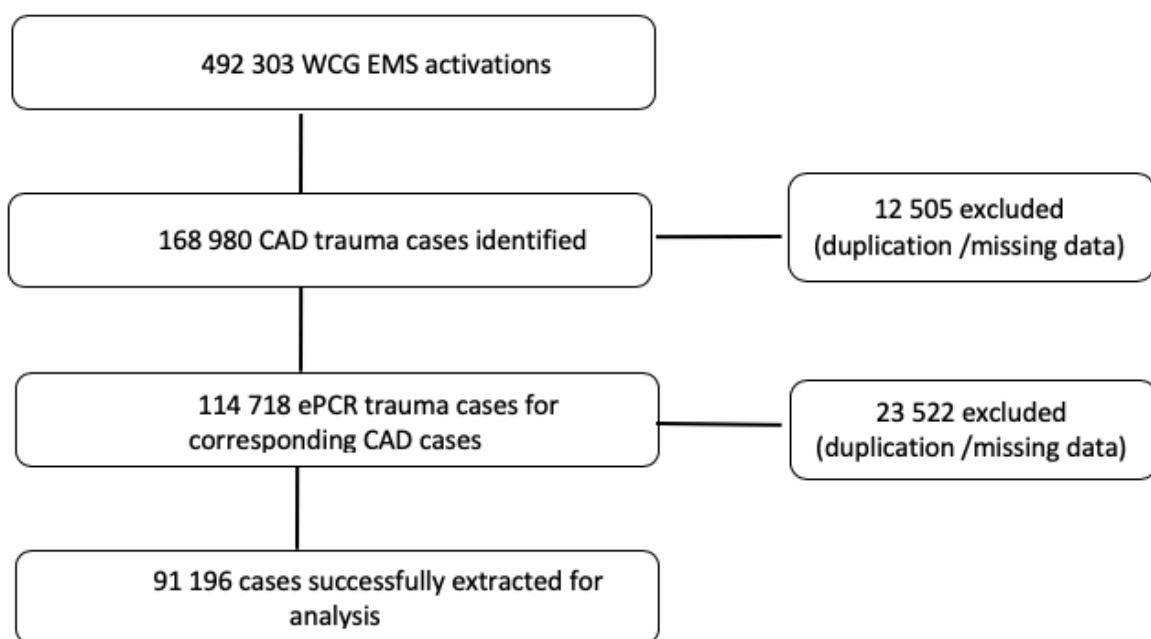 492 303 WCG EMS activations
168 980 CAD trauma cases identified
12 505 excluded
(duplication /missing data)
114 718 ePCR trauma cases for
corresponding CAD cases
23 522 excluded
(duplication /missing data)
91 196 cases successfully extracted for
analysis